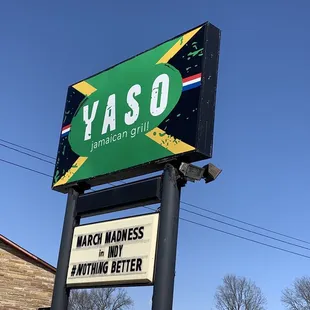 YASO
jamaican grill
MARCH MADNESS
in INDY
#NOTHING BETTER